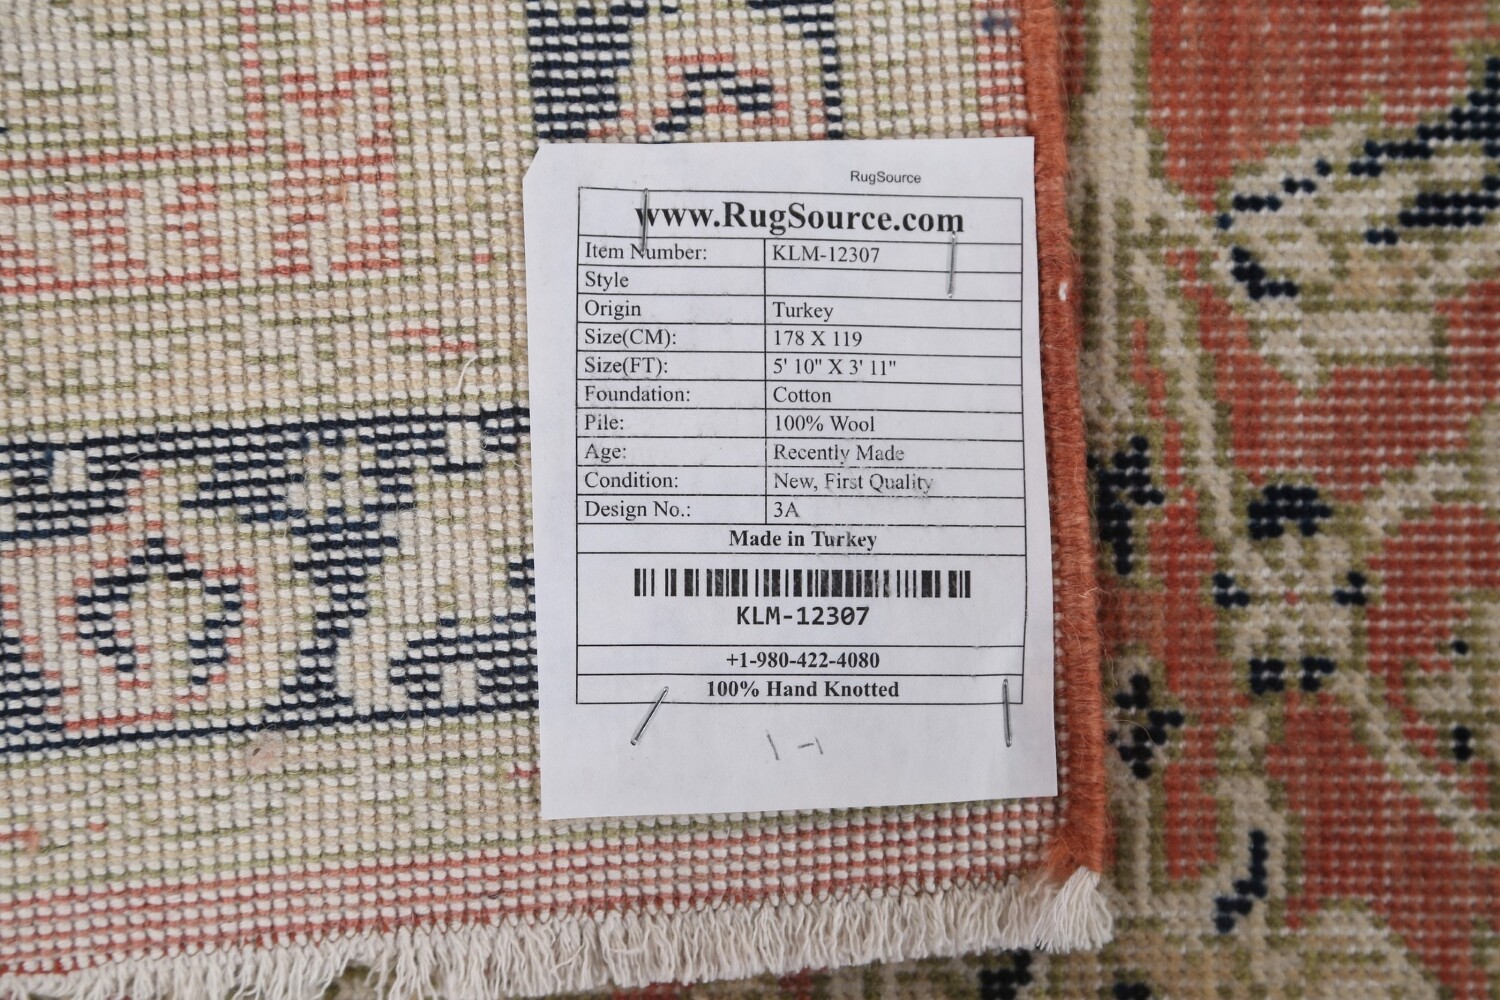 RugSource
www.RugSource.com
Item Number: KLM-12307
Style
Origin Turkey
Size(CM): 178 X 119
Size(FT): 5' 10" X 3' 11"
Foundation: Cotton
Pile: 100% Wool
Age: Recently Made
Condition: New, First Quality
Design No.: 3A
Made in Turkey
KLM-12307
+1-980-422-4080
100% Hand Knotted